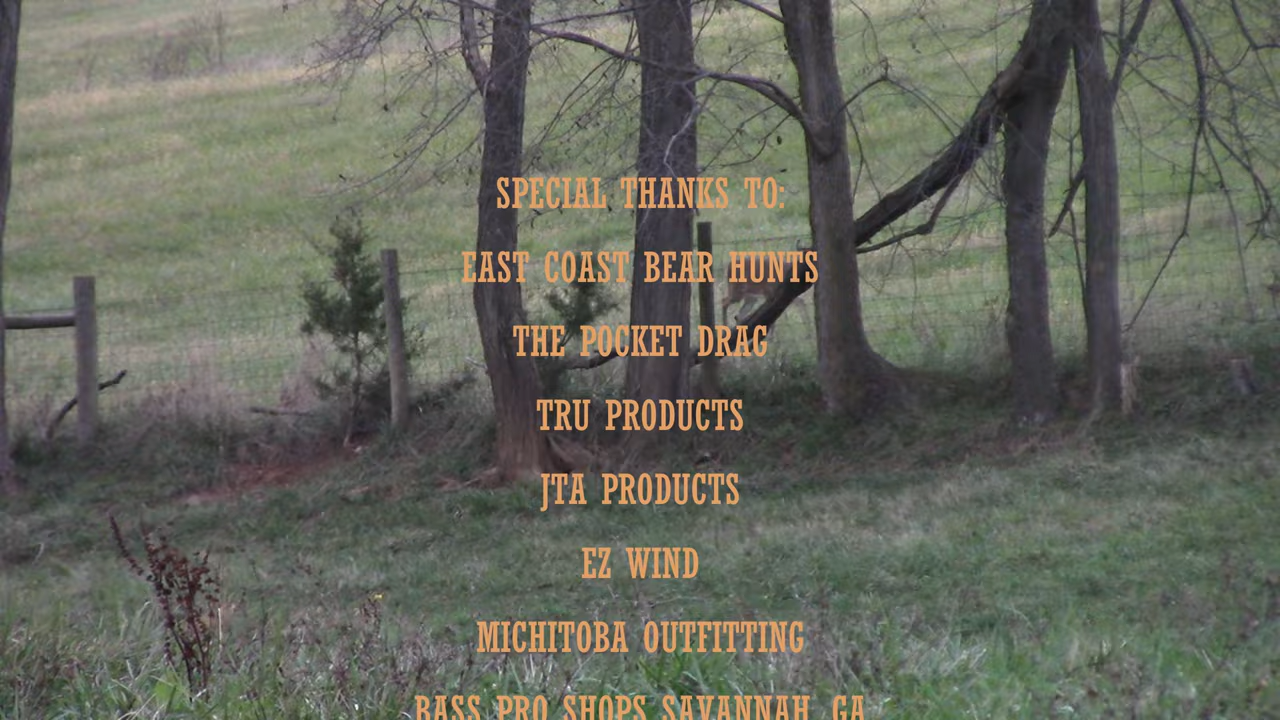 SPECIAL THANKS TO:
EAST COAST BEAR HUNTS
THE POCKET DRAG
TRU PRODUCTS
JTA PRODUCTS
EZ WIND
MICHITOBA OUTFITTING
BASS PRO SHOPS SAVANNAH, GA